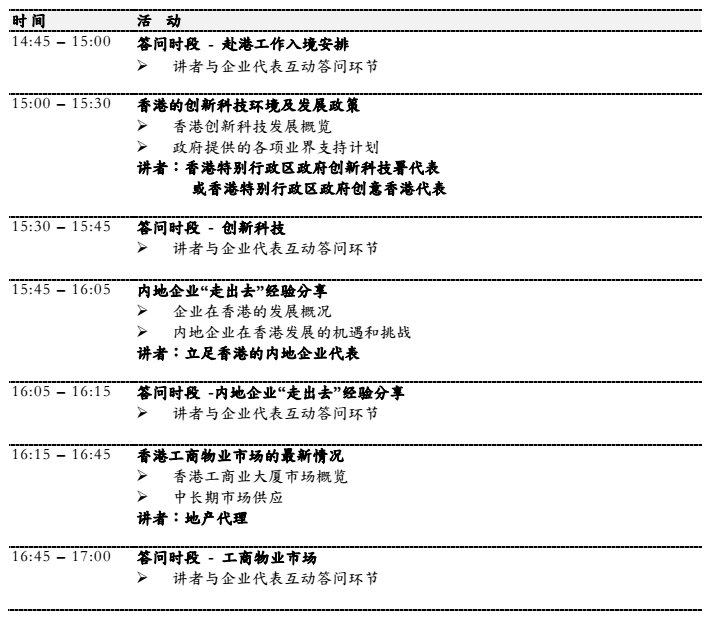 时间 活 动
14:45 – 15:00 答问时段 - 赴港工作入境安排
➢ 讲者与企业代表互动答问环节
15:00 – 15:30 香港的创新科技环境及发展政策
➢ 香港创新科技发展概览
➢ 政府提供的各项业界支持计划
讲者：香港特别行政区政府创新科技署代表
或香港特别行政区政府创意香港代表
15:30 – 15:45 答问时段 - 创新科技
➢ 讲者与企业代表互动答问环节
15:45 – 16:05 内地企业“走出去”经验分享
➢ 企业在香港的发展概况
➢ 内地企业在香港发展的机遇和挑战
讲者：立足香港的内地企业代表
16:05 – 16:15 答问时段 -内地企业“走出去”经验分享
➢ 讲者与企业代表互动答问环节
16:15 – 16:45 香港工商物业市场的最新情况
➢ 香港工商业大厦市场概览
➢ 中长期市场供应
讲者：地产代理
16:45 – 17:00 答问时段 - 工商物业市场
➢ 讲者与企业代表互动答问环节